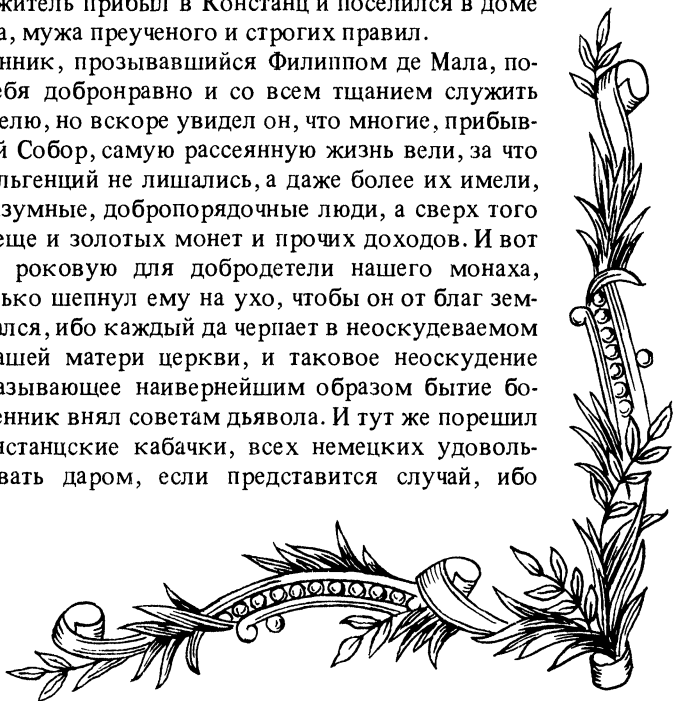 житель прибыл в Констанц и поселился в доме
а, мужа преученого и строгих правил.
нник, прозывавшийся Филиппом де Мала, по-
ебя добронравно и со всем тщанием служить
елю, но вскоре увидел он, что многие, прибыв-
й Собор, самую рассеянную жизнь вели, за что
льгенций не лишались, а даже более их имели,
зумные, добропорядочные люди, а сверх того
еще и золотых монет и прочих доходов. И вот
роковую для добродетели нашего монаха,
ько шепнул ему на ухо, чтобы он от благ зем-
ался, ибо каждый да черпает в неоскудеваемом
ашей матери церкви, и таковое неоскудение
азывающее наивернейшим образом бытие бо-
енник внял советам дьявола. И тут же порешил
нстанцские кабачки, всех немецких удоволь-
вать даром, если представится случай, ибо